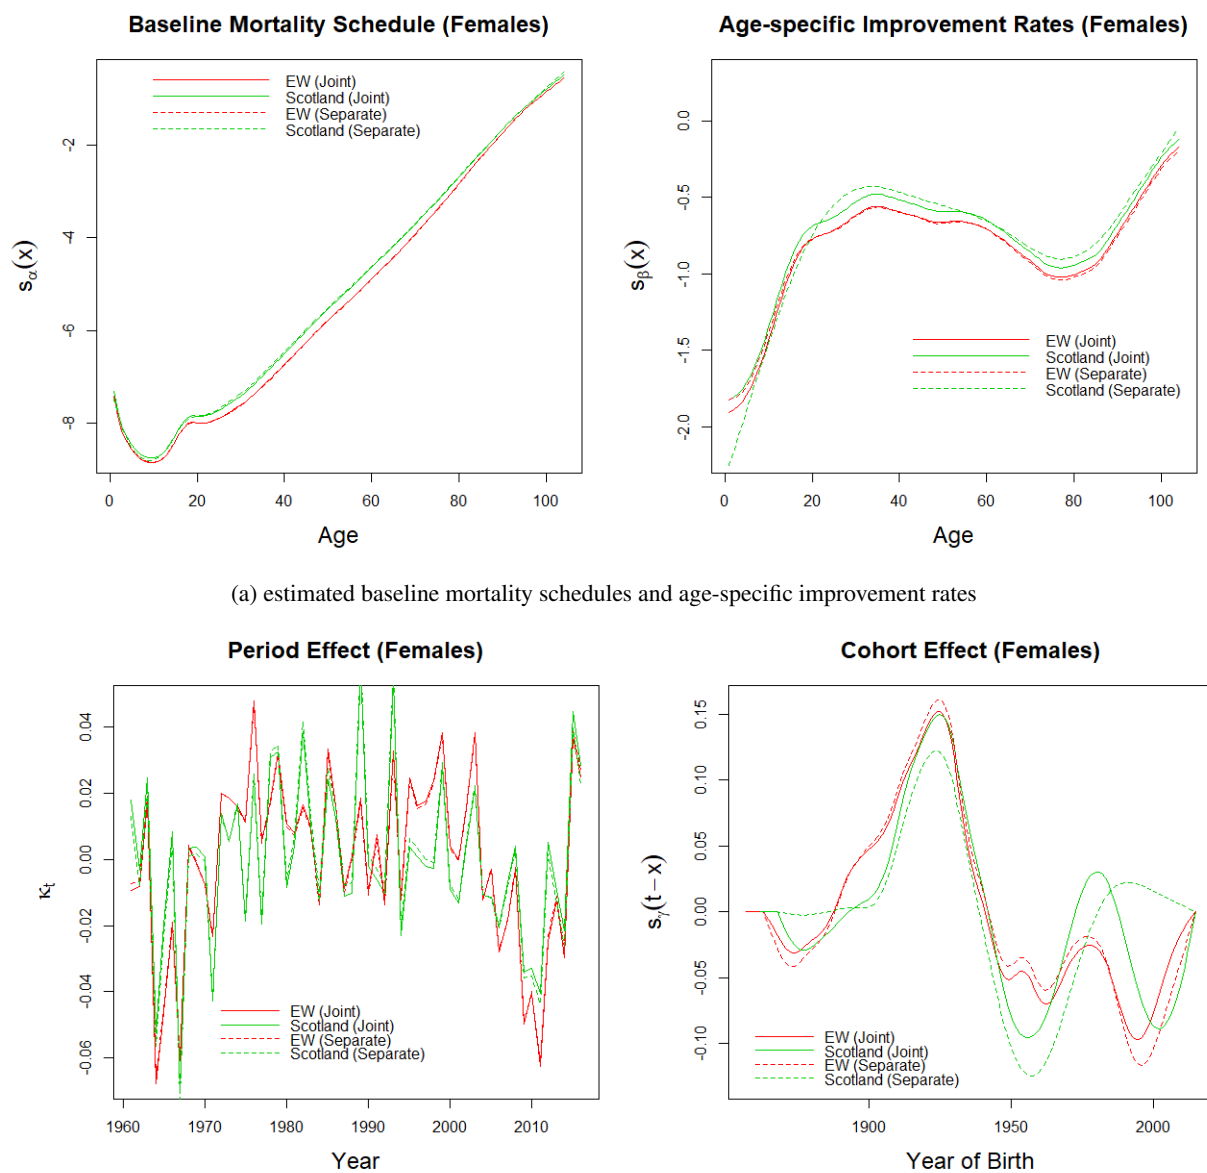 Baseline Mortality Schedule (Females)
EW (Joint)
Scotland (Joint)
EW (Separate)
Scotland (Separate)
-2
-4
-6
-8
sα(x)
0 20 40 60 80 100
Age
Age-specific Improvement Rates (Females)
0.0
-0.5
-1.0
-1.5
-2.0
sβ(x)
EW (Joint)
Scotland (Joint)
EW (Separate)
Scotland (Separate)
0 20 40 60 80 100
Age
(a) estimated baseline mortality schedules and age-specific improvement rates
Period Effect (Females)
0.04
0.02
0.00
-0.02
-0.04
-0.06
κt
EW (Joint)
Scotland (Joint)
EW (Separate)
Scotland (Separate)
1960 1970 1980 1990 2000 2010
Year
Cohort Effect (Females)
0.15
0.10
0.05
0.00
-0.05
-0.10
sγ(t − x)
EW (Joint)
Scotland (Joint)
EW (Separate)
Scotland (Separate)
1900 1950 2000
Year of Birth